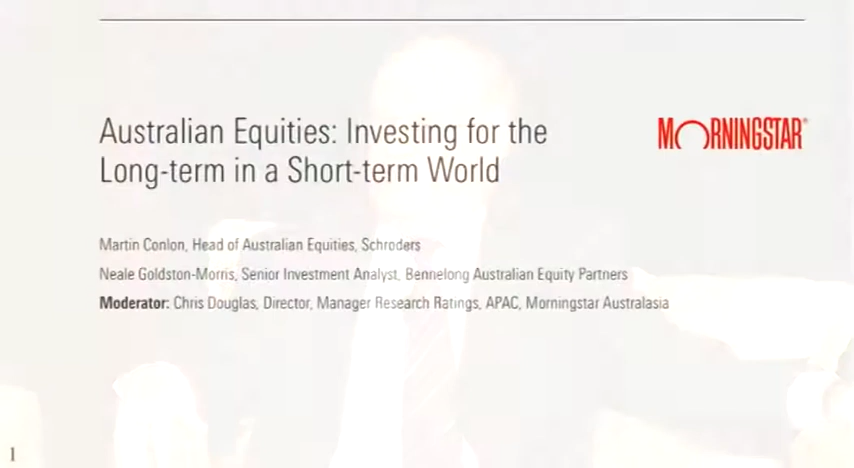 Australian Equities: Investing for the
MORNINGSTAR®
Long-term in a Short-term World
Martin Conlon, Head of Australian Equities, Schroders
Neale Goldston-Morris, Senior Investment Analyst, Bennelong Australian Equity Partners
Moderator: Chris Douglas, Director, Manager Research Ratings, APAC, Morningstar Australasia
1